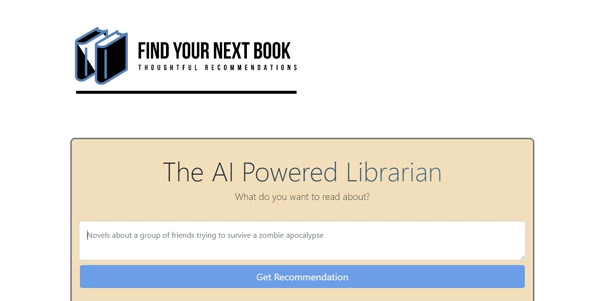 FIND YOUR NEXT BOOK
THOUGHTFUL RECOMMENDATIONS
The AI Powered Librarian
What do you want to read about?
Novels about a group of friends trying to survive a zombie apocalypse
Get Recommendation